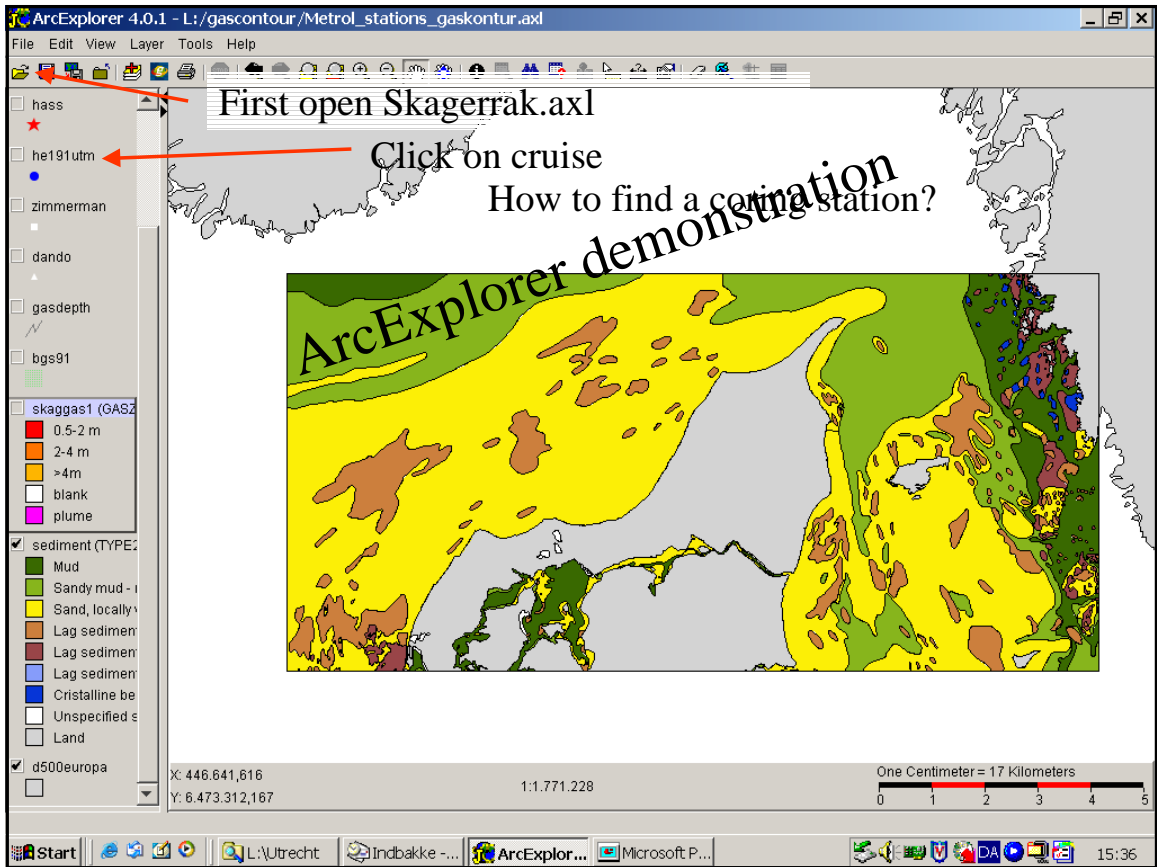 ArcExplorer 4.0.1 - L:/gascontour/Metrol_stations_gaskontur.axl
File Edit View Layer Tools Help
First open Skagerrak.axl
Click on cruise
How to find a coring station?
ArcExplorer demonstration
hass
he191utm
zimmerman
dando
gasdepth
bgs91
skaggas1 (GASZ
0.5-2 m
2-4 m
>4m
blank
plume
sediment (TYPE2
Mud
Sandy mud -
Sand, locally
Lag sedimen
Lag sedimen
Lag sedimen
Cristalline be
Unspecified s
Land
d500europa
X: 446.641,616
Y: 6.473.312,167
1:1.771.228
One Centimeter = 17 Kilometers
0 1 2 3 4 5
Start L:\Utrecht Indbakke -... ArcExplor... Microsoft P... DA 15:36